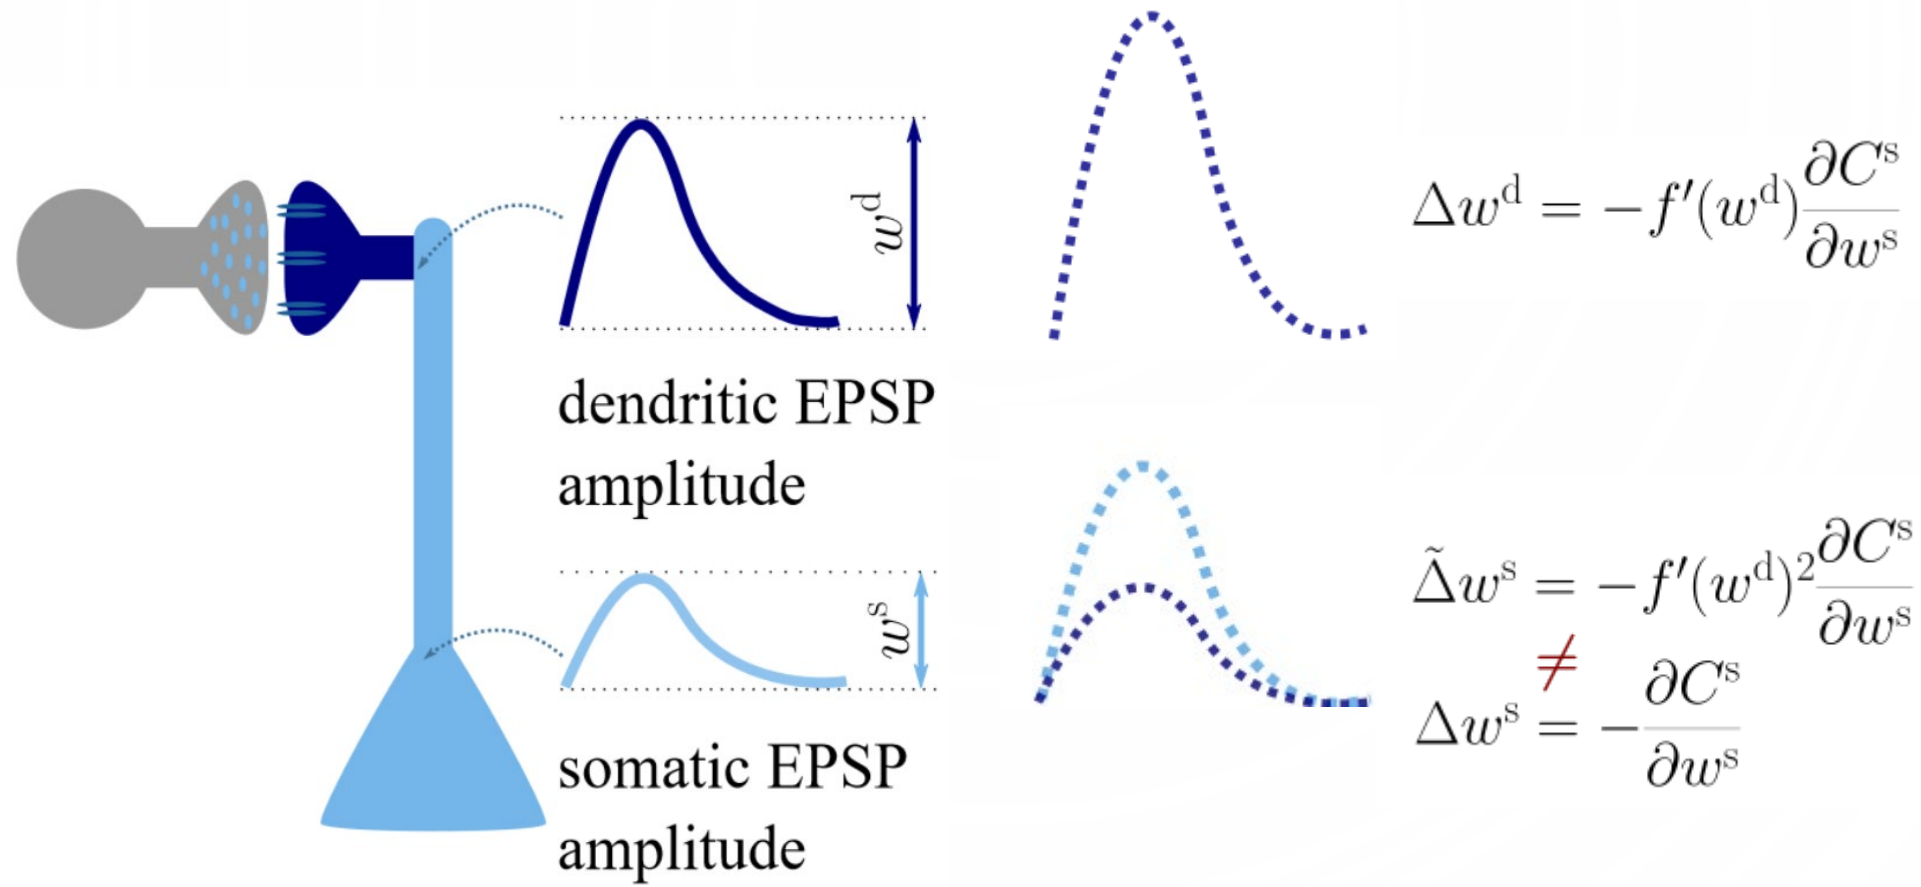 w^d
Δw^d = −f′(w^d) ∂C^s/∂w^s
dendritic EPSP
amplitude
w^s
Δ̃w^s = −f′(w^d)² ∂C^s/∂w^s
≠
Δw^s = −∂C^s/∂w^s
somatic EPSP
amplitude